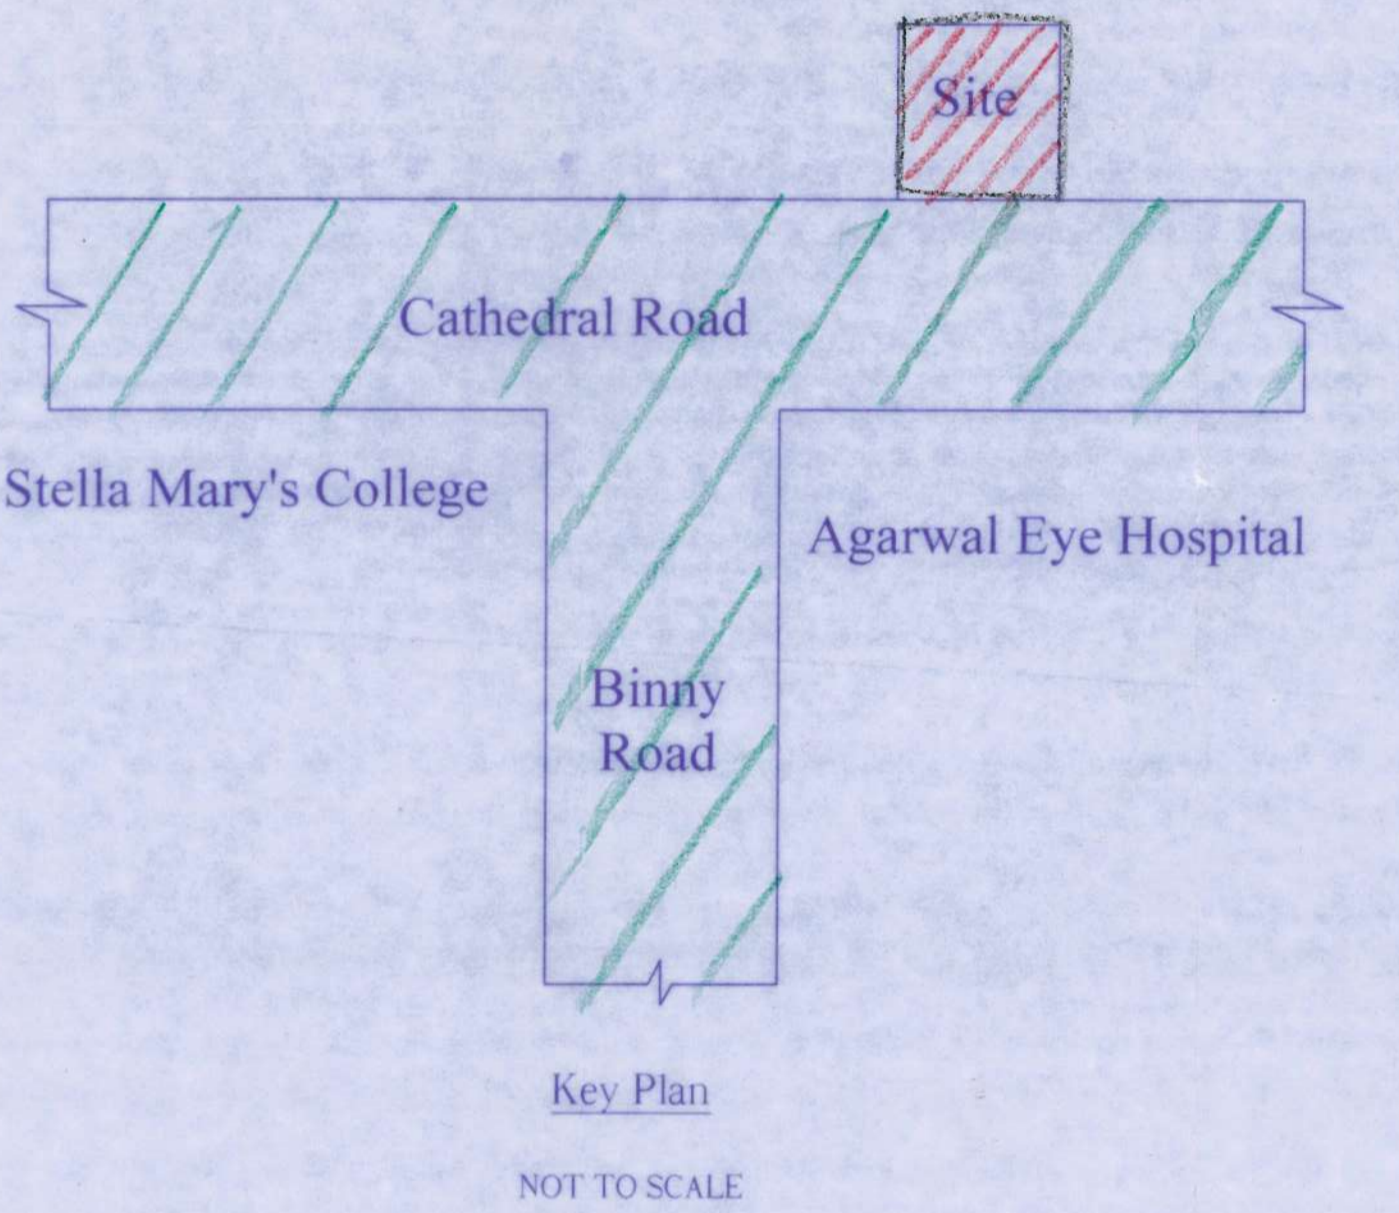 Site
Cathedral Road
Stella Mary's College
Agarwal Eye Hospital
Binny
Road
Key Plan
NOT TO SCALE